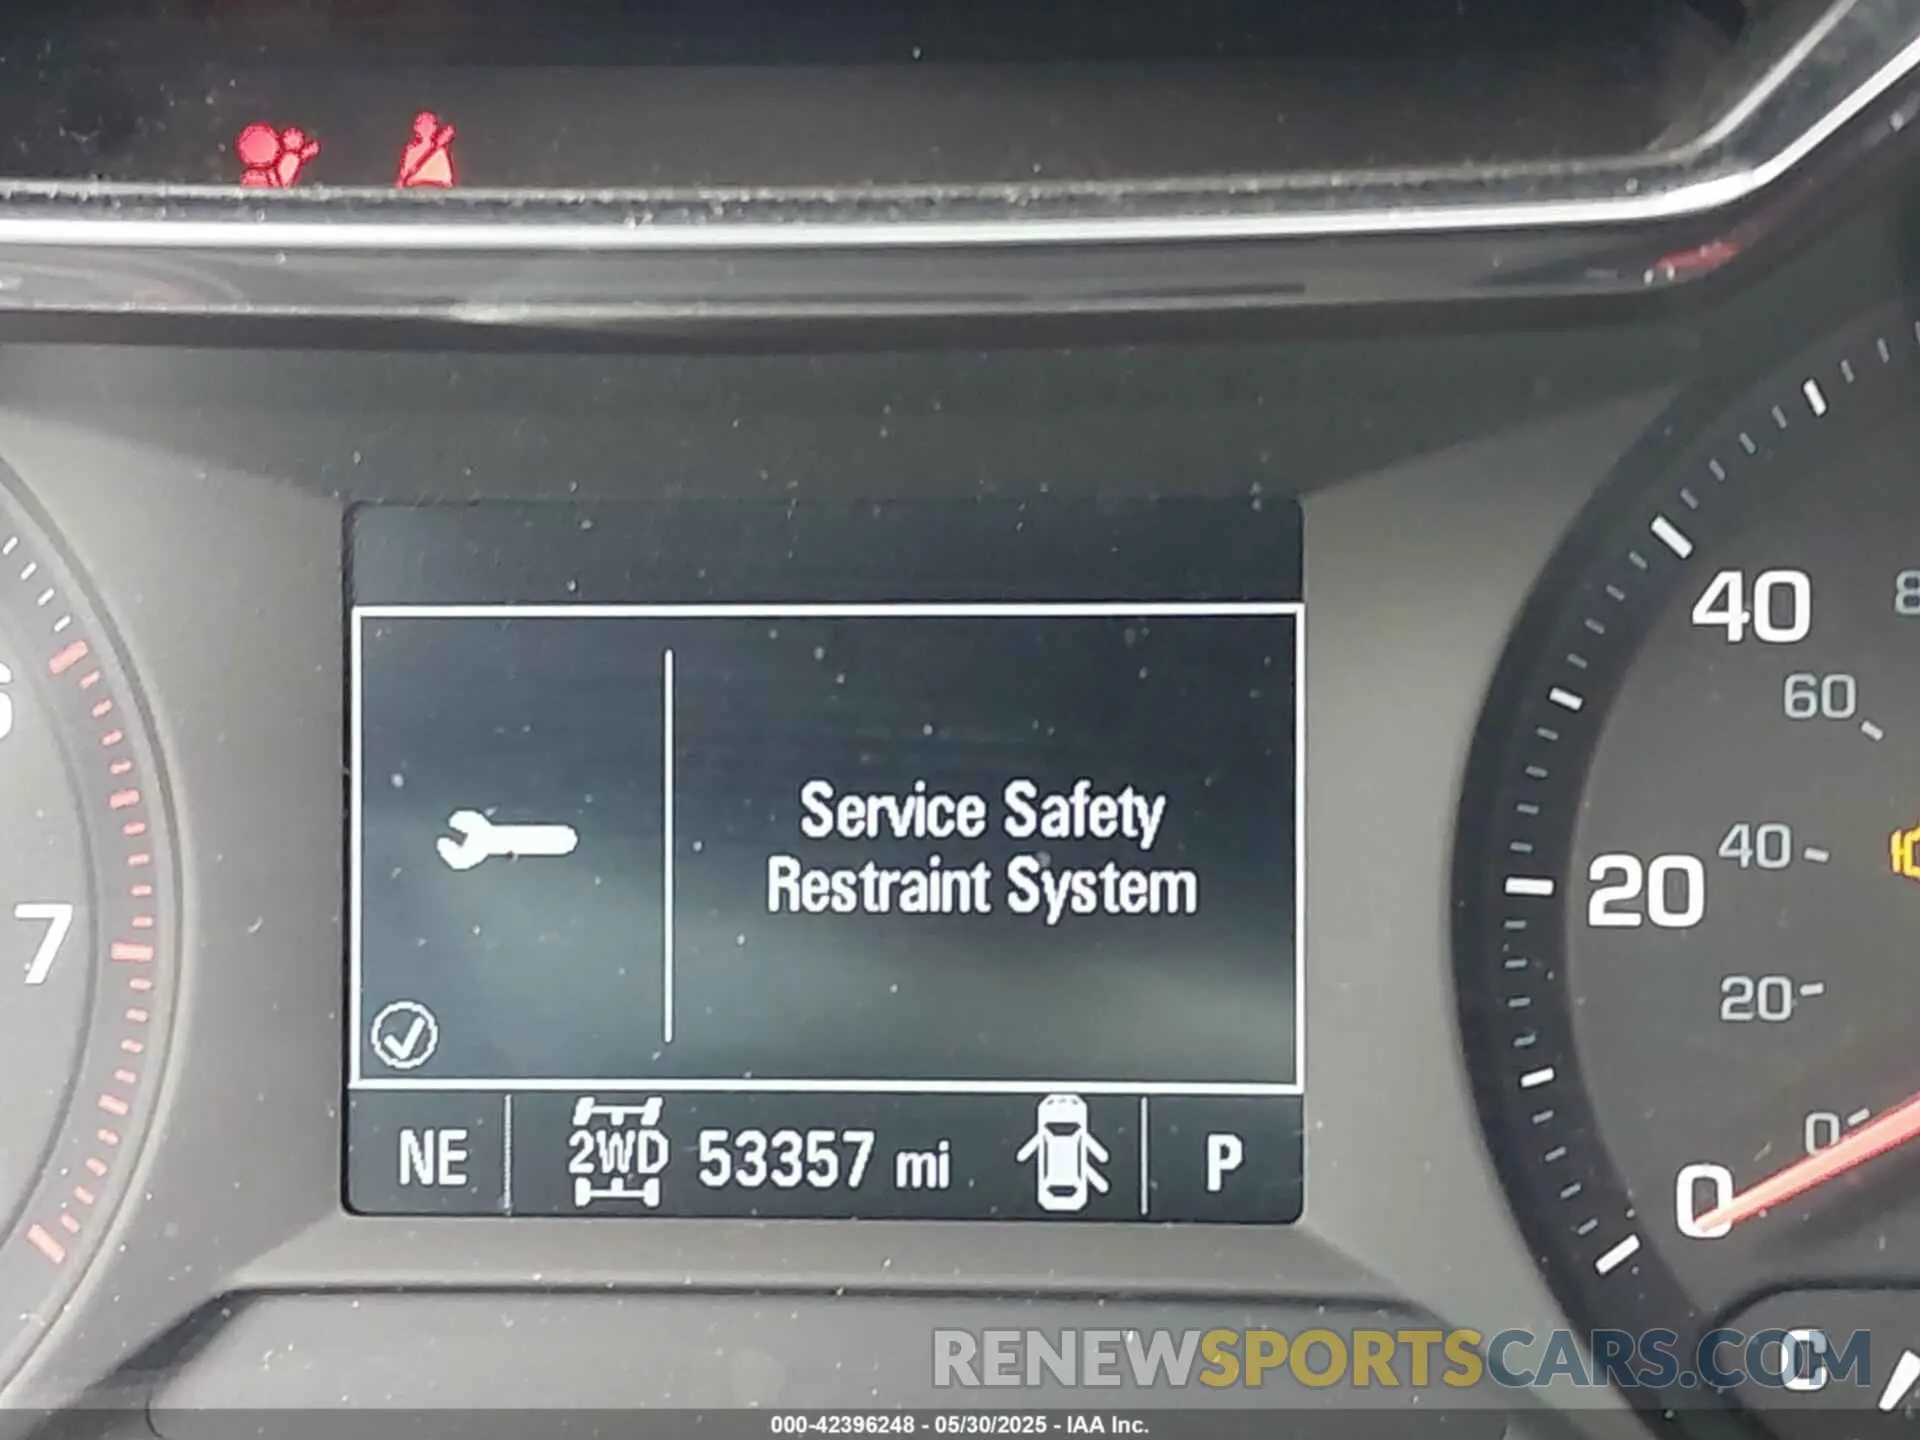 40
60
Service Safety
Restraint System
40
20
7
20
0
NE 2WD 53357 mi P
0
C
RENEWSPORTSCARS.COM
000-42396248 - 05/30/2025 - IAA Inc.